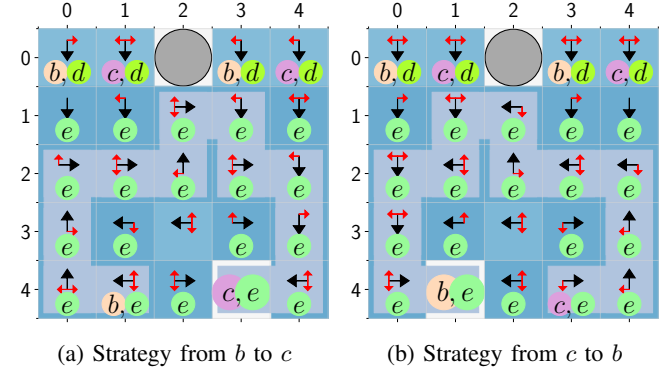 0 1 2 3 4 0 1 2 3 4
0 b, d c, d b, d c, d 0 b, d c, d b, d c, d
1 e e e e e 1 e e e e e
2 e e e e e 2 e e e e e
3 e e e e 3 e e e e e
4 e b, e e c, e e 4 e b, e e c, e e
(a) Strategy from b to c (b) Strategy from c to b